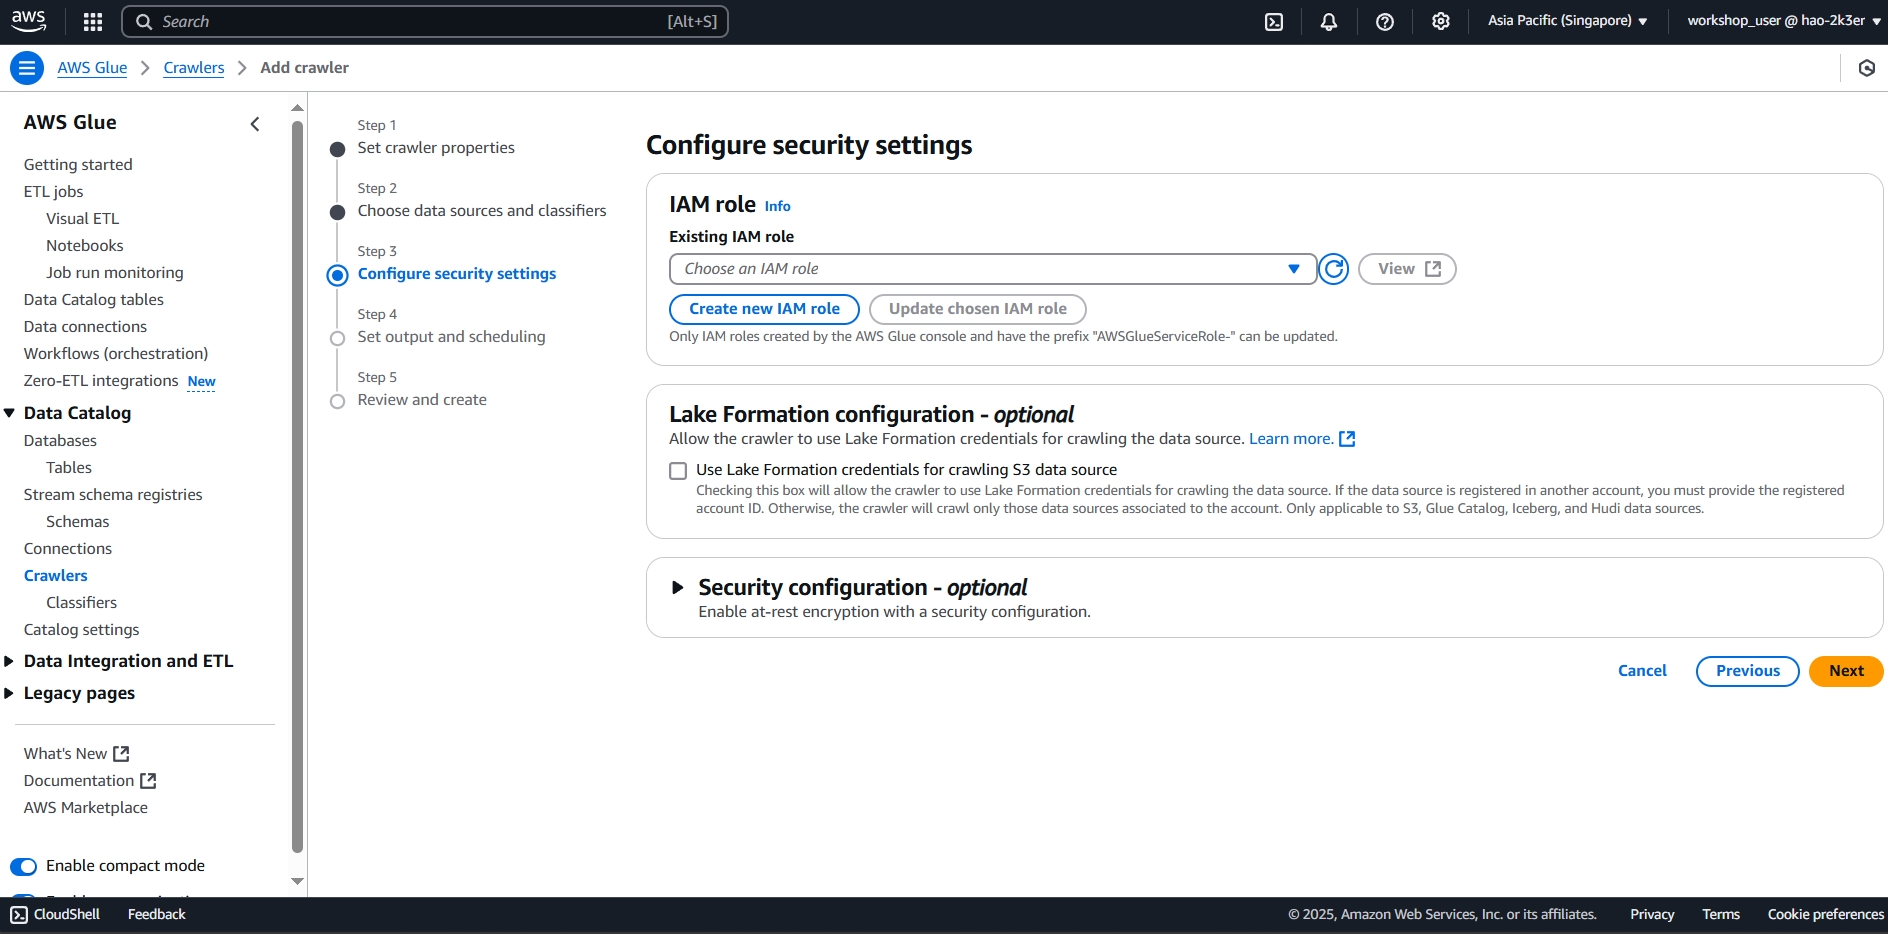 aws
Search
[Alt+S]
Asia Pacific (Singapore)
workshop_user @ hao-2k3er
AWS Glue
Crawlers
Add crawler
AWS Glue
Getting started
ETL jobs
Visual ETL
Notebooks
Job run monitoring
Data Catalog tables
Data connections
Workflows (orchestration)
Zero-ETL integrations New
Data Catalog
Databases
Tables
Stream schema registries
Schemas
Connections
Crawlers
Classifiers
Catalog settings
Data Integration and ETL
Legacy pages
What's New
Documentation
AWS Marketplace
Enable compact mode
Step 1
Set crawler properties
Step 2
Choose data sources and classifiers
Step 3
Configure security settings
Step 4
Set output and scheduling
Step 5
Review and create
Configure security settings
IAM role Info
Existing IAM role
Choose an IAM role
View
Create new IAM role
Update chosen IAM role
Only IAM roles created by the AWS Glue console and have the prefix "AWSGlueServiceRole-" can be updated.
Lake Formation configuration - optional
Allow the crawler to use Lake Formation credentials for crawling the data source. Learn more.
Use Lake Formation credentials for crawling S3 data source
Checking this box will allow the crawler to use Lake Formation credentials for crawling the data source. If the data source is registered in another account, you must provide the registered
account ID. Otherwise, the crawler will crawl only those data sources associated to the account. Only applicable to S3, Glue Catalog, Iceberg, and Hudi data sources.
Security configuration - optional
Enable at-rest encryption with a security configuration.
Cancel
Previous
Next
CloudShell
Feedback
© 2025, Amazon Web Services, Inc. or its affiliates.
Privacy
Terms
Cookie preferences